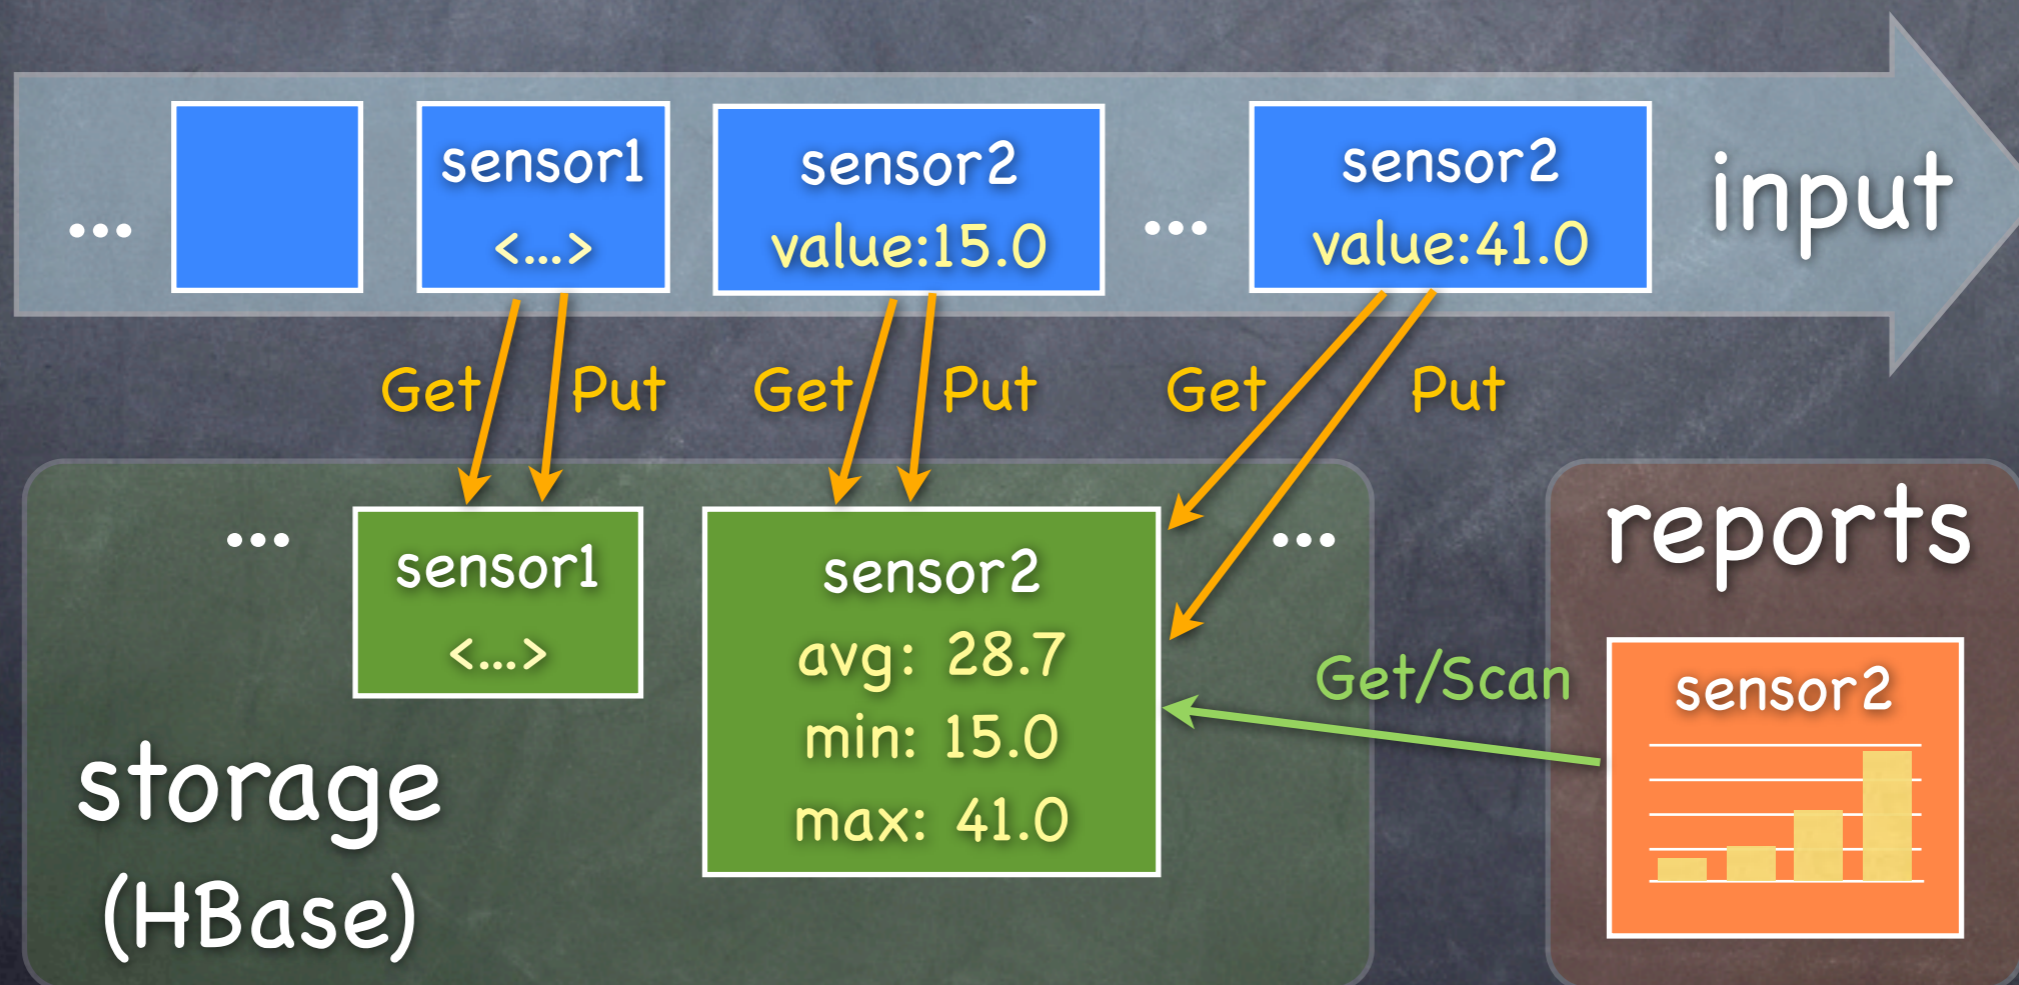 ...
sensor1
<...>
sensor2
value:15.0
...
sensor2
value:41.0
input
Get
Put
Get
Put
Get
Put
...
sensor1
<...>
sensor2
avg: 28.7
min: 15.0
max: 41.0
...
storage
(HBase)
Get/Scan
reports
sensor2